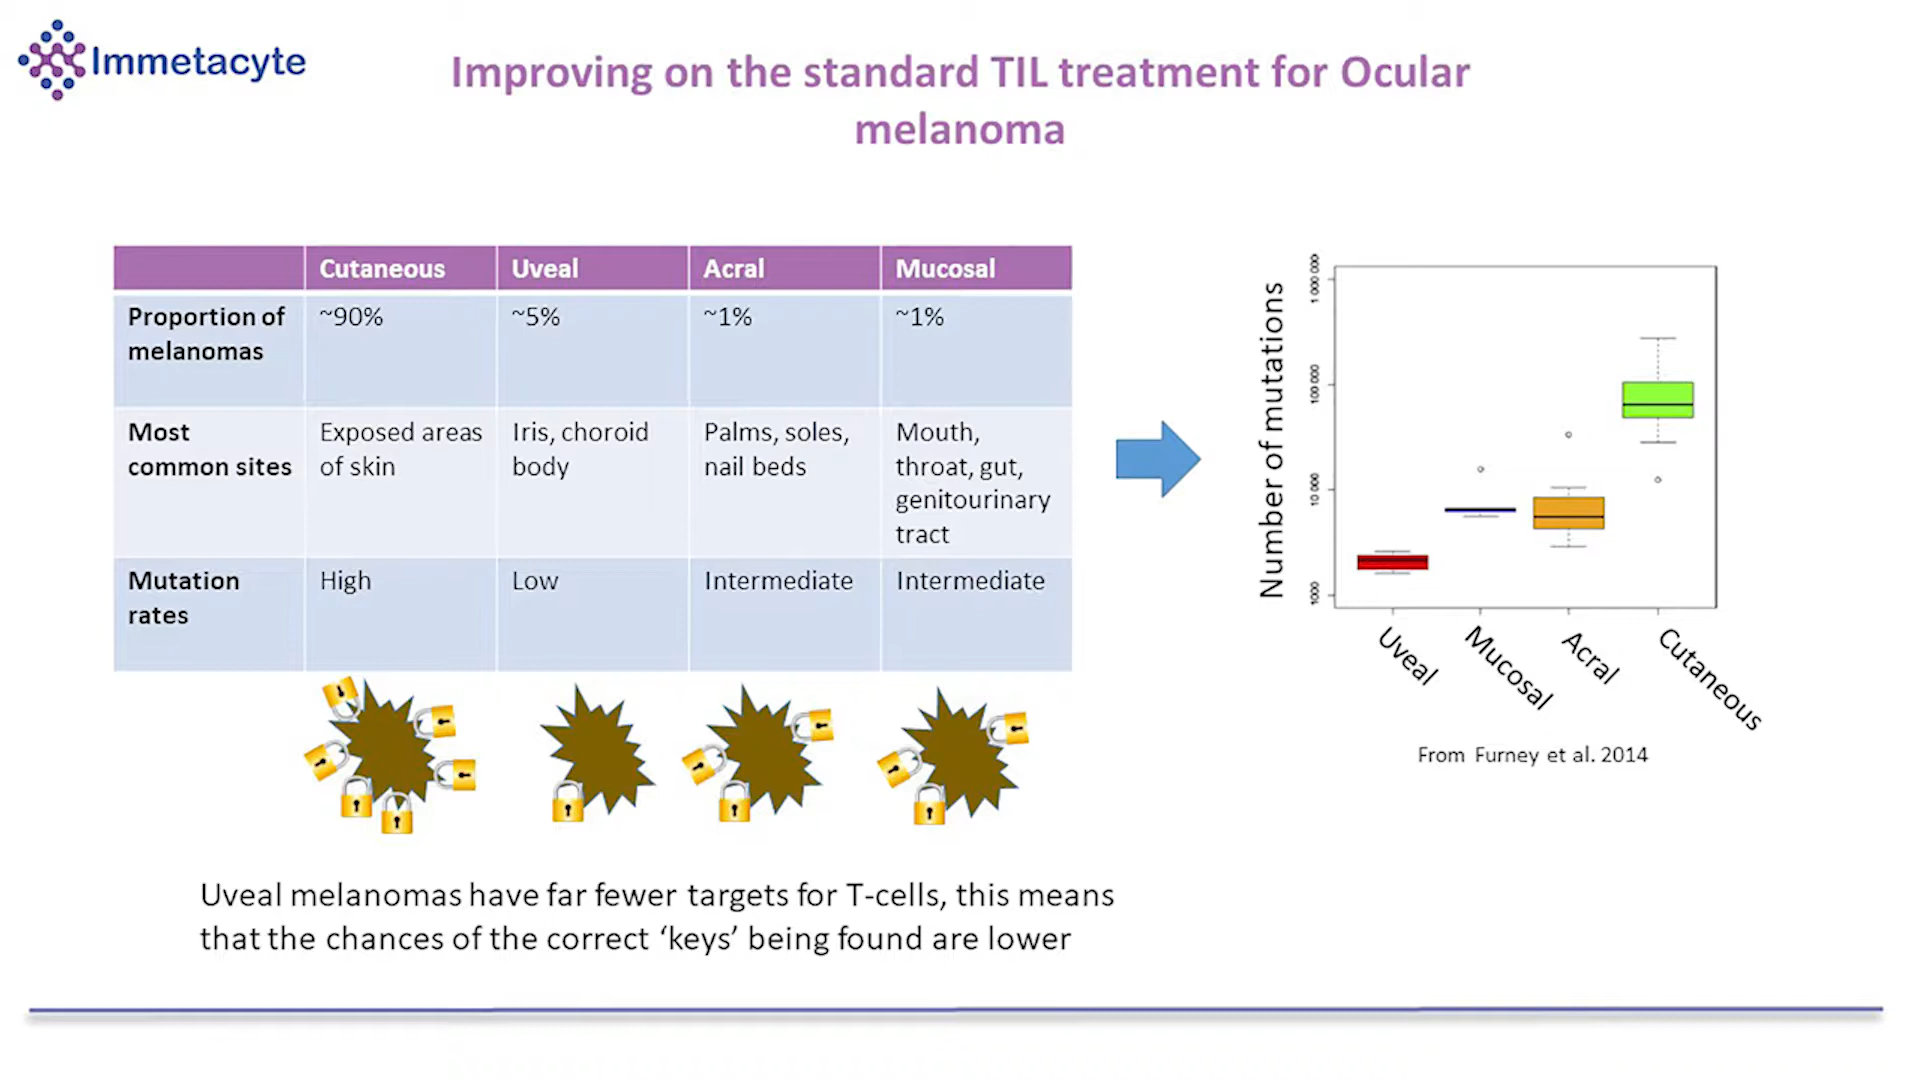 Immetacyte
Improving on the standard TIL treatment for Ocular
melanoma
Cutaneous
Uveal
Acral
Mucosal
Proportion of
melanomas
~90%
~5%
~1%
~1%
Most
common sites
Exposed areas
of skin
Iris, choroid
body
Palms, soles,
nail beds
Mouth,
throat, gut,
genitourinary
tract
Mutation
rates
High
Low
Intermediate
Intermediate
Number of mutations
1 000 000
100 000
10 000
1000
Uveal
Mucosal
Acral
Cutaneous
From Furney et al. 2014
Uveal melanomas have far fewer targets for T-cells, this means
that the chances of the correct ‘keys’ being found are lower